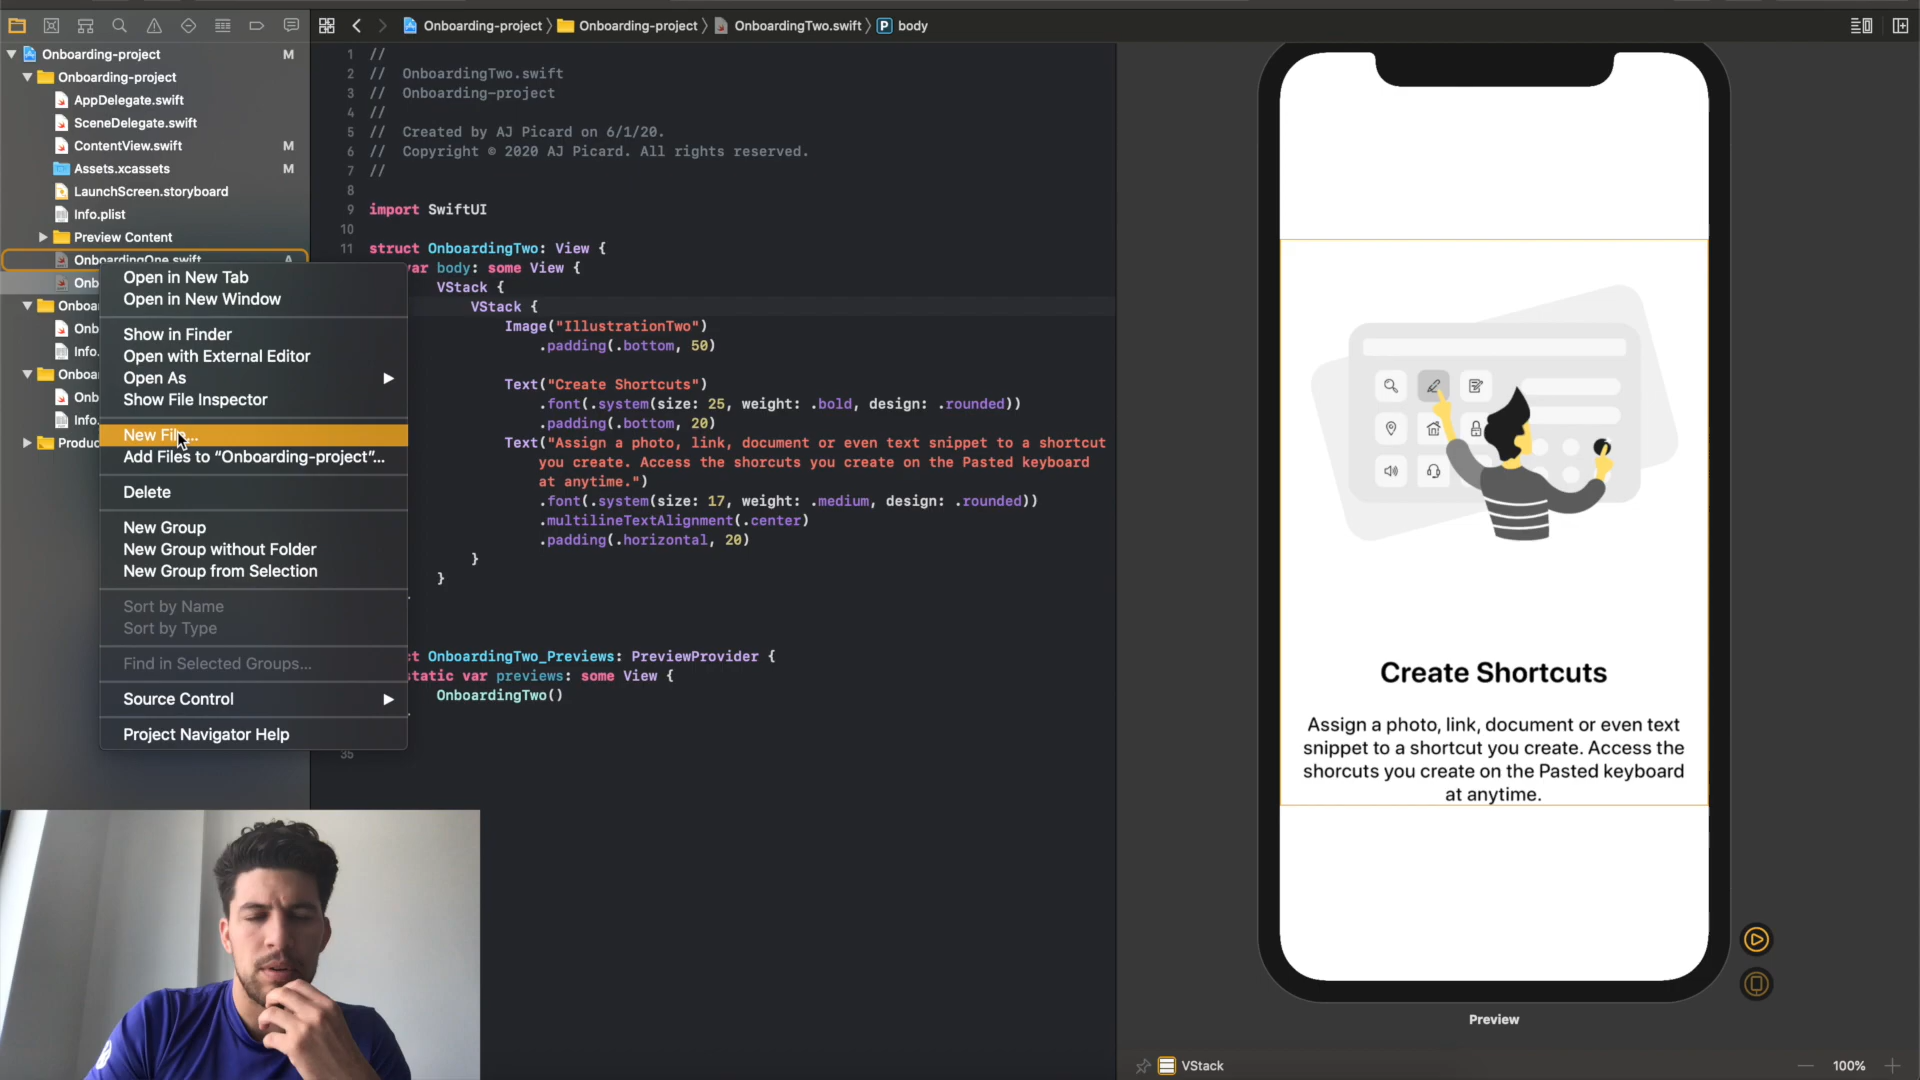 Onboarding-project
Onboarding-project
OnboardingTwo.swift
P
body
Onboarding-project
M
Onboarding-project
AppDelegate.swift
SceneDelegate.swift
ContentView.swift
M
Assets.xcassets
M
LaunchScreen.storyboard
Info.plist
Preview Content
OnboardingOne.swift
A
Onb
Onboa
Onb
Info.
Onboa
Onb
Info.
Produc
Open in New Tab
Open in New Window
Show in Finder
Open with External Editor
Open As
Show File Inspector
New File...
Add Files to “Onboarding-project”...
Delete
New Group
New Group without Folder
New Group from Selection
Sort by Name
Sort by Type
Find in Selected Groups...
Source Control
Project Navigator Help
1 //
2 // OnboardingTwo.swift
3 // Onboarding-project
4 //
5 // Created by AJ Picard on 6/1/20.
6 // Copyright © 2020 AJ Picard. All rights reserved.
7 //
8
9 import SwiftUI
10
11 struct OnboardingTwo: View {
var body: some View {
VStack {
VStack {
Image("IllustrationTwo")
.padding(.bottom, 50)
Text("Create Shortcuts")
.font(.system(size: 25, weight: .bold, design: .rounded))
.padding(.bottom, 20)
Text("Assign a photo, link, document or even text snippet to a shortcut
you create. Access the shorcuts you create on the Pasted keyboard
at anytime.")
.font(.system(size: 17, weight: .medium, design: .rounded))
.multilineTextAlignment(.center)
.padding(.horizontal, 20)
}
}
ct OnboardingTwo_Previews: PreviewProvider {
static var previews: some View {
OnboardingTwo()
35
Create Shortcuts
Assign a photo, link, document or even text
snippet to a shortcut you create. Access the
shorcuts you create on the Pasted keyboard
at anytime.
Preview
VStack
100%